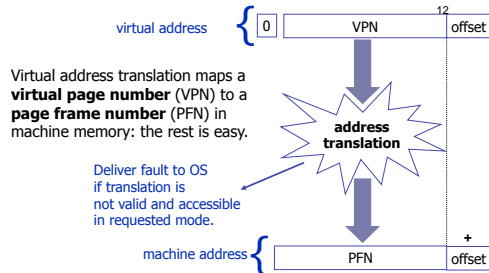 12
virtual address { 0 VPN offset
Virtual address translation maps a
virtual page number (VPN) to a
page frame number (PFN) in
machine memory: the rest is easy.
address
translation
Deliver fault to OS
if translation is
not valid and accessible
in requested mode.
+
machine address { PFN offset